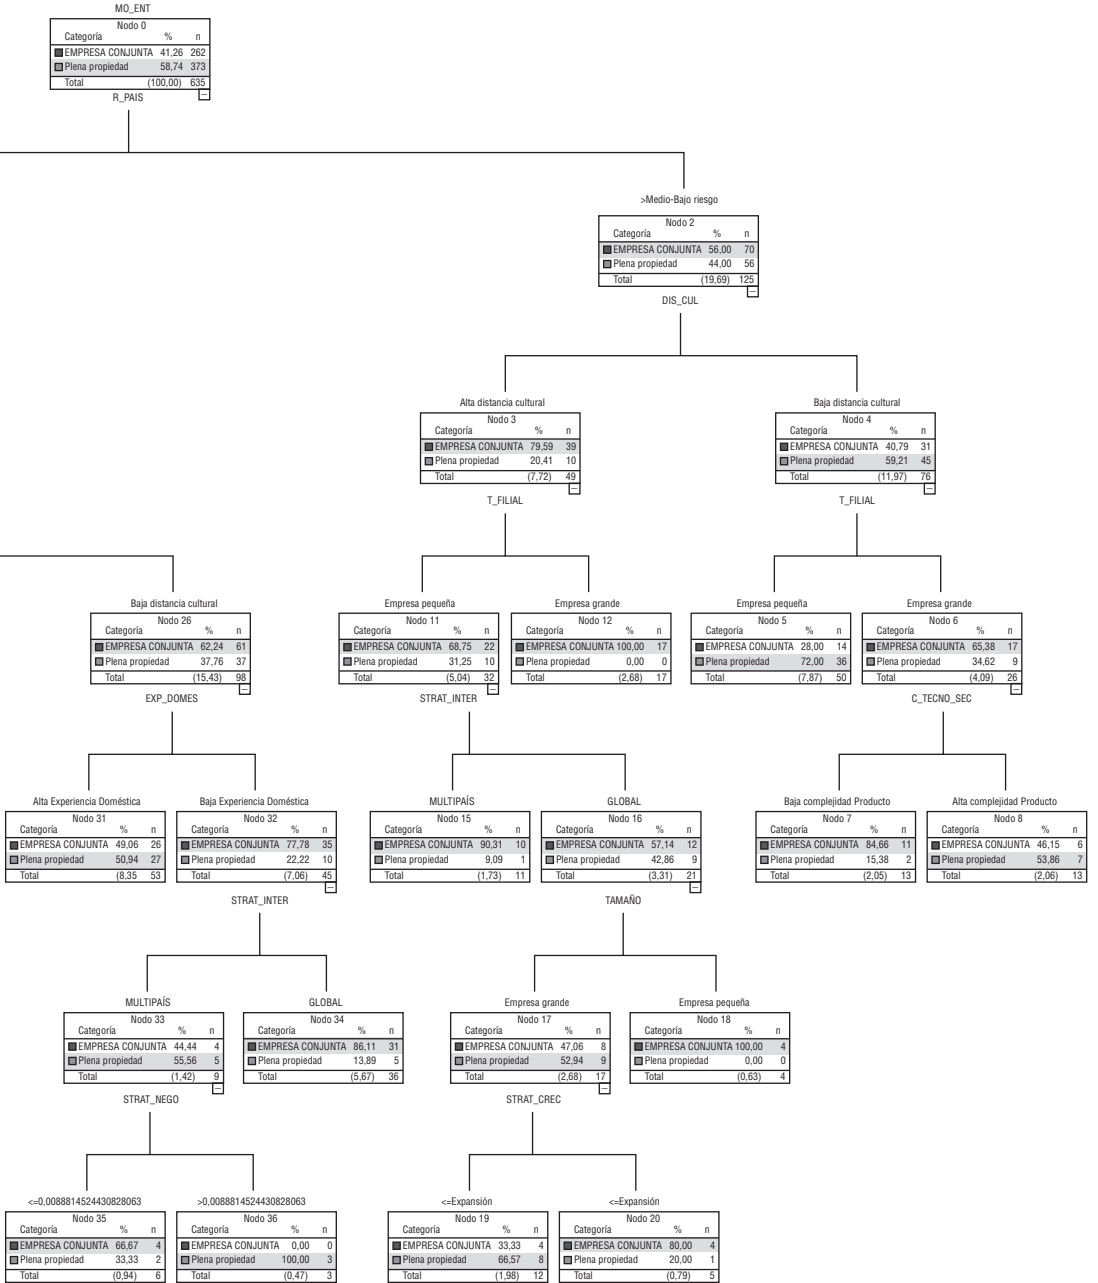 MO_ENT
Nodo 0
Categoría % n
EMPRESA CONJUNTA 41,26 262
Plena propiedad 58,74 373
Total (100,00) 635
R_PAIS
>Medio-Bajo riesgo
Nodo 2
Categoría % n
EMPRESA CONJUNTA 56,00 70
Plena propiedad 44,00 56
Total (19,69) 125
DIS_CUL
Alta distancia cultural
Nodo 3
Categoría % n
EMPRESA CONJUNTA 79,59 39
Plena propiedad 20,41 10
Total (7,72) 49
T_FILIAL
Baja distancia cultural
Nodo 4
Categoría % n
EMPRESA CONJUNTA 40,79 31
Plena propiedad 59,21 45
Total (11,97) 76
T_FILIAL
Baja distancia cultural
Nodo 26
Categoría % n
EMPRESA CONJUNTA 62,24 61
Plena propiedad 37,76 37
Total (15,43) 98
EXP_DOMES
Empresa pequeña
Nodo 11
Categoría % n
EMPRESA CONJUNTA 68,75 22
Plena propiedad 31,25 10
Total (5,04) 32
STRAT_INTER
Empresa grande
Nodo 12
Categoría % n
EMPRESA CONJUNTA 100,00 17
Plena propiedad 0,00 0
Total (2,68) 17
Empresa pequeña
Nodo 5
Categoría % n
EMPRESA CONJUNTA 28,00 14
Plena propiedad 72,00 36
Total (7,87) 50
Empresa grande
Nodo 6
Categoría % n
EMPRESA CONJUNTA 65,38 17
Plena propiedad 34,62 9
Total (4,09) 26
C_TECNO_SEC
Alta Experiencia Doméstica
Nodo 31
Categoría % n
EMPRESA CONJUNTA 49,06 26
Plena propiedad 50,94 27
Total (8,35 53
Baja Experiencia Doméstica
Nodo 32
Categoría % n
EMPRESA CONJUNTA 77,78 35
Plena propiedad 22,22 10
Total (7,06) 45
STRAT_INTER
MULTIPAÍS
Nodo 15
Categoría % n
EMPRESA CONJUNTA 90,31 10
Plena propiedad 9,09 1
Total (1,73) 11
GLOBAL
Nodo 16
Categoría % n
EMPRESA CONJUNTA 57,14 12
Plena propiedad 42,86 9
Total (3,31) 21
TAMAÑO
Baja complejidad Producto
Nodo 7
Categoría % n
EMPRESA CONJUNTA 84,66 11
Plena propiedad 15,38 2
Total (2,05) 13
Alta complejidad Producto
Nodo 8
Categoría % n
EMPRESA CONJUNTA 46,15 6
Plena propiedad 53,86 7
Total (2,06) 13
MULTIPAÍS
Nodo 33
Categoría % n
EMPRESA CONJUNTA 44,44 4
Plena propiedad 55,56 5
Total (1,42) 9
STRAT_NEGO
GLOBAL
Nodo 34
Categoría % n
EMPRESA CONJUNTA 86,11 31
Plena propiedad 13,89 5
Total (5,67) 36
Empresa grande
Nodo 17
Categoría % n
EMPRESA CONJUNTA 47,06 8
Plena propiedad 52,94 9
Total (2,68) 17
STRAT_CREC
Empresa pequeña
Nodo 18
Categoría % n
EMPRESA CONJUNTA 100,00 4
Plena propiedad 0,00 0
Total (0,63) 4
<=0,0088814524430828063
Nodo 35
Categoría % n
EMPRESA CONJUNTA 66,67 4
Plena propiedad 33,33 2
Total (0,94) 6
>0,0088814524430828063
Nodo 36
Categoría % n
EMPRESA CONJUNTA 0,00 0
Plena propiedad 100,00 3
Total (0,47) 3
<=Expansión
Nodo 19
Categoría % n
EMPRESA CONJUNTA 33,33 4
Plena propiedad 66,57 8
Total (1,98) 12
<=Expansión
Nodo 20
Categoría % n
EMPRESA CONJUNTA 80,00 4
Plena propiedad 20,00 1
Total (0,79) 5